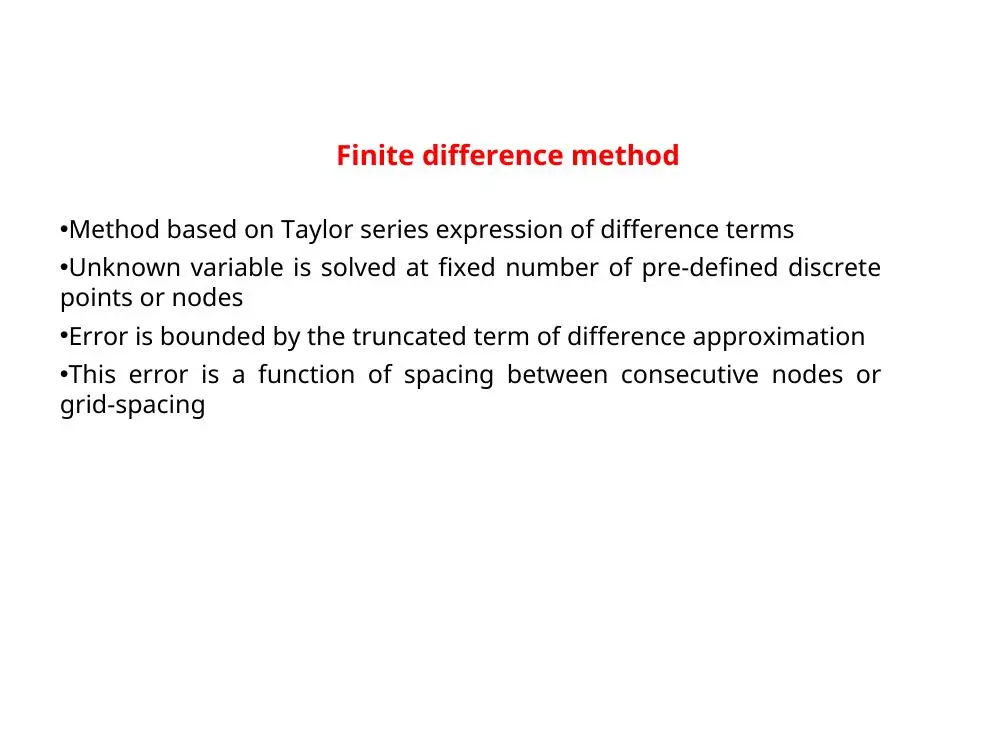 Finite difference method
•Method based on Taylor series expression of difference terms
•Unknown variable is solved at fixed number of pre-defined discrete
points or nodes
•Error is bounded by the truncated term of difference approximation
•This error is a function of spacing between consecutive nodes or
grid-spacing